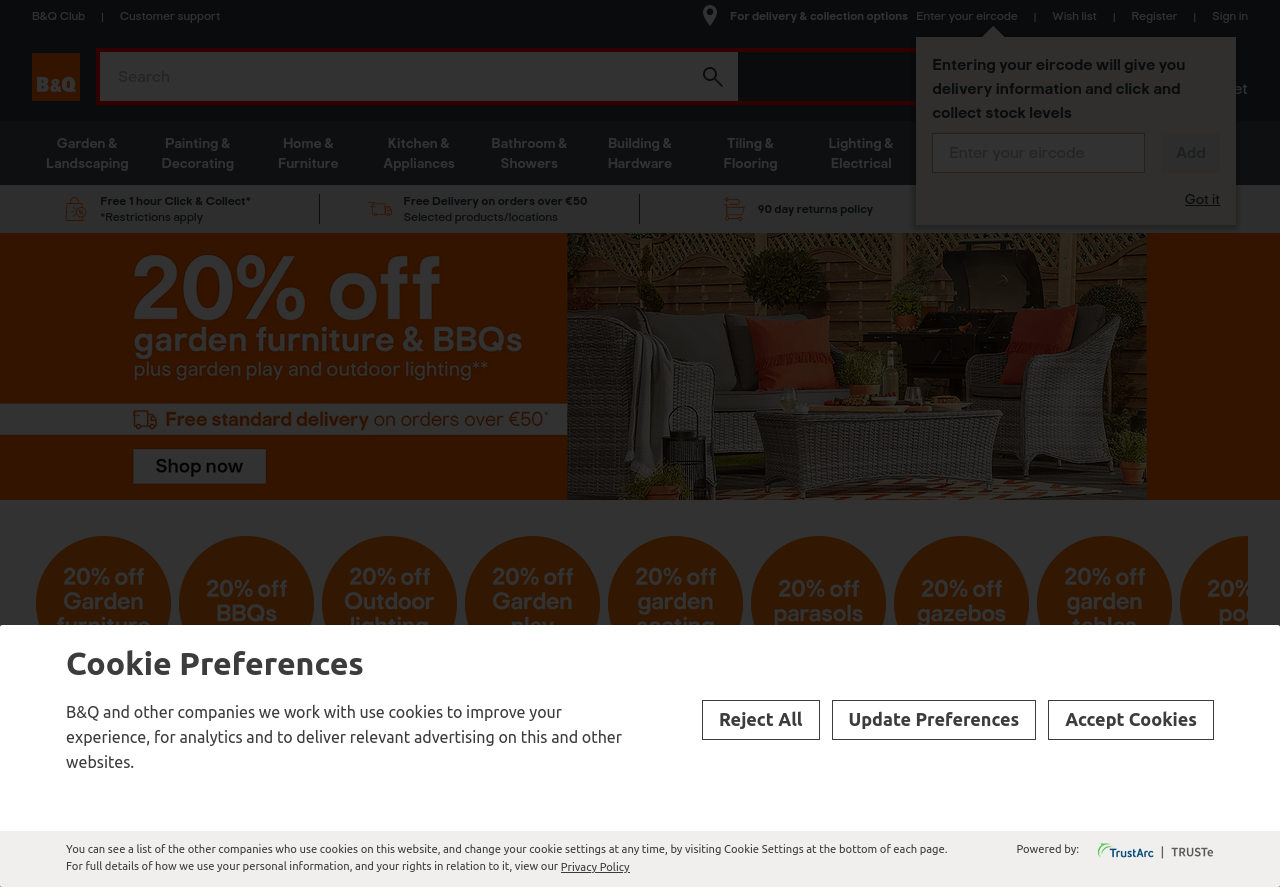 B&Q Club | Customer support
For delivery & collection options Enter your eircode | Wish list | Register | Sign in
B&Q
Search
Entering your eircode will give you
delivery information and click and
collect stock levels
Enter your eircode
Add
Got it
et
Garden &
Landscaping
Painting &
Decorating
Home &
Furniture
Kitchen &
Appliances
Bathroom &
Showers
Building &
Hardware
Tiling &
Flooring
Lighting &
Electrical
Free 1 hour Click & Collect*
*Restrictions apply
Free Delivery on orders over €50
Selected products/locations
90 day returns policy
20% off
garden furniture & BBQs
plus garden play and outdoor lighting**
Free standard delivery on orders over €50*
Shop now
20% off
Garden
furniture
20% off
BBQs
20% off
Outdoor
lighting
20% off
Garden
play
20% off
garden
seating
20% off
parasols
20% off
gazebos
20% off
garden
tables
20%
po
Cookie Preferences
B&Q and other companies we work with use cookies to improve your
experience, for analytics and to deliver relevant advertising on this and other
websites.
Reject All
Update Preferences
Accept Cookies
You can see a list of the other companies who use cookies on this website, and change your cookie settings at any time, by visiting Cookie Settings at the bottom of each page.
For full details of how we use your personal information, and your rights in relation to it, view our Privacy Policy
Powered by: TrustArc | TRUSTe